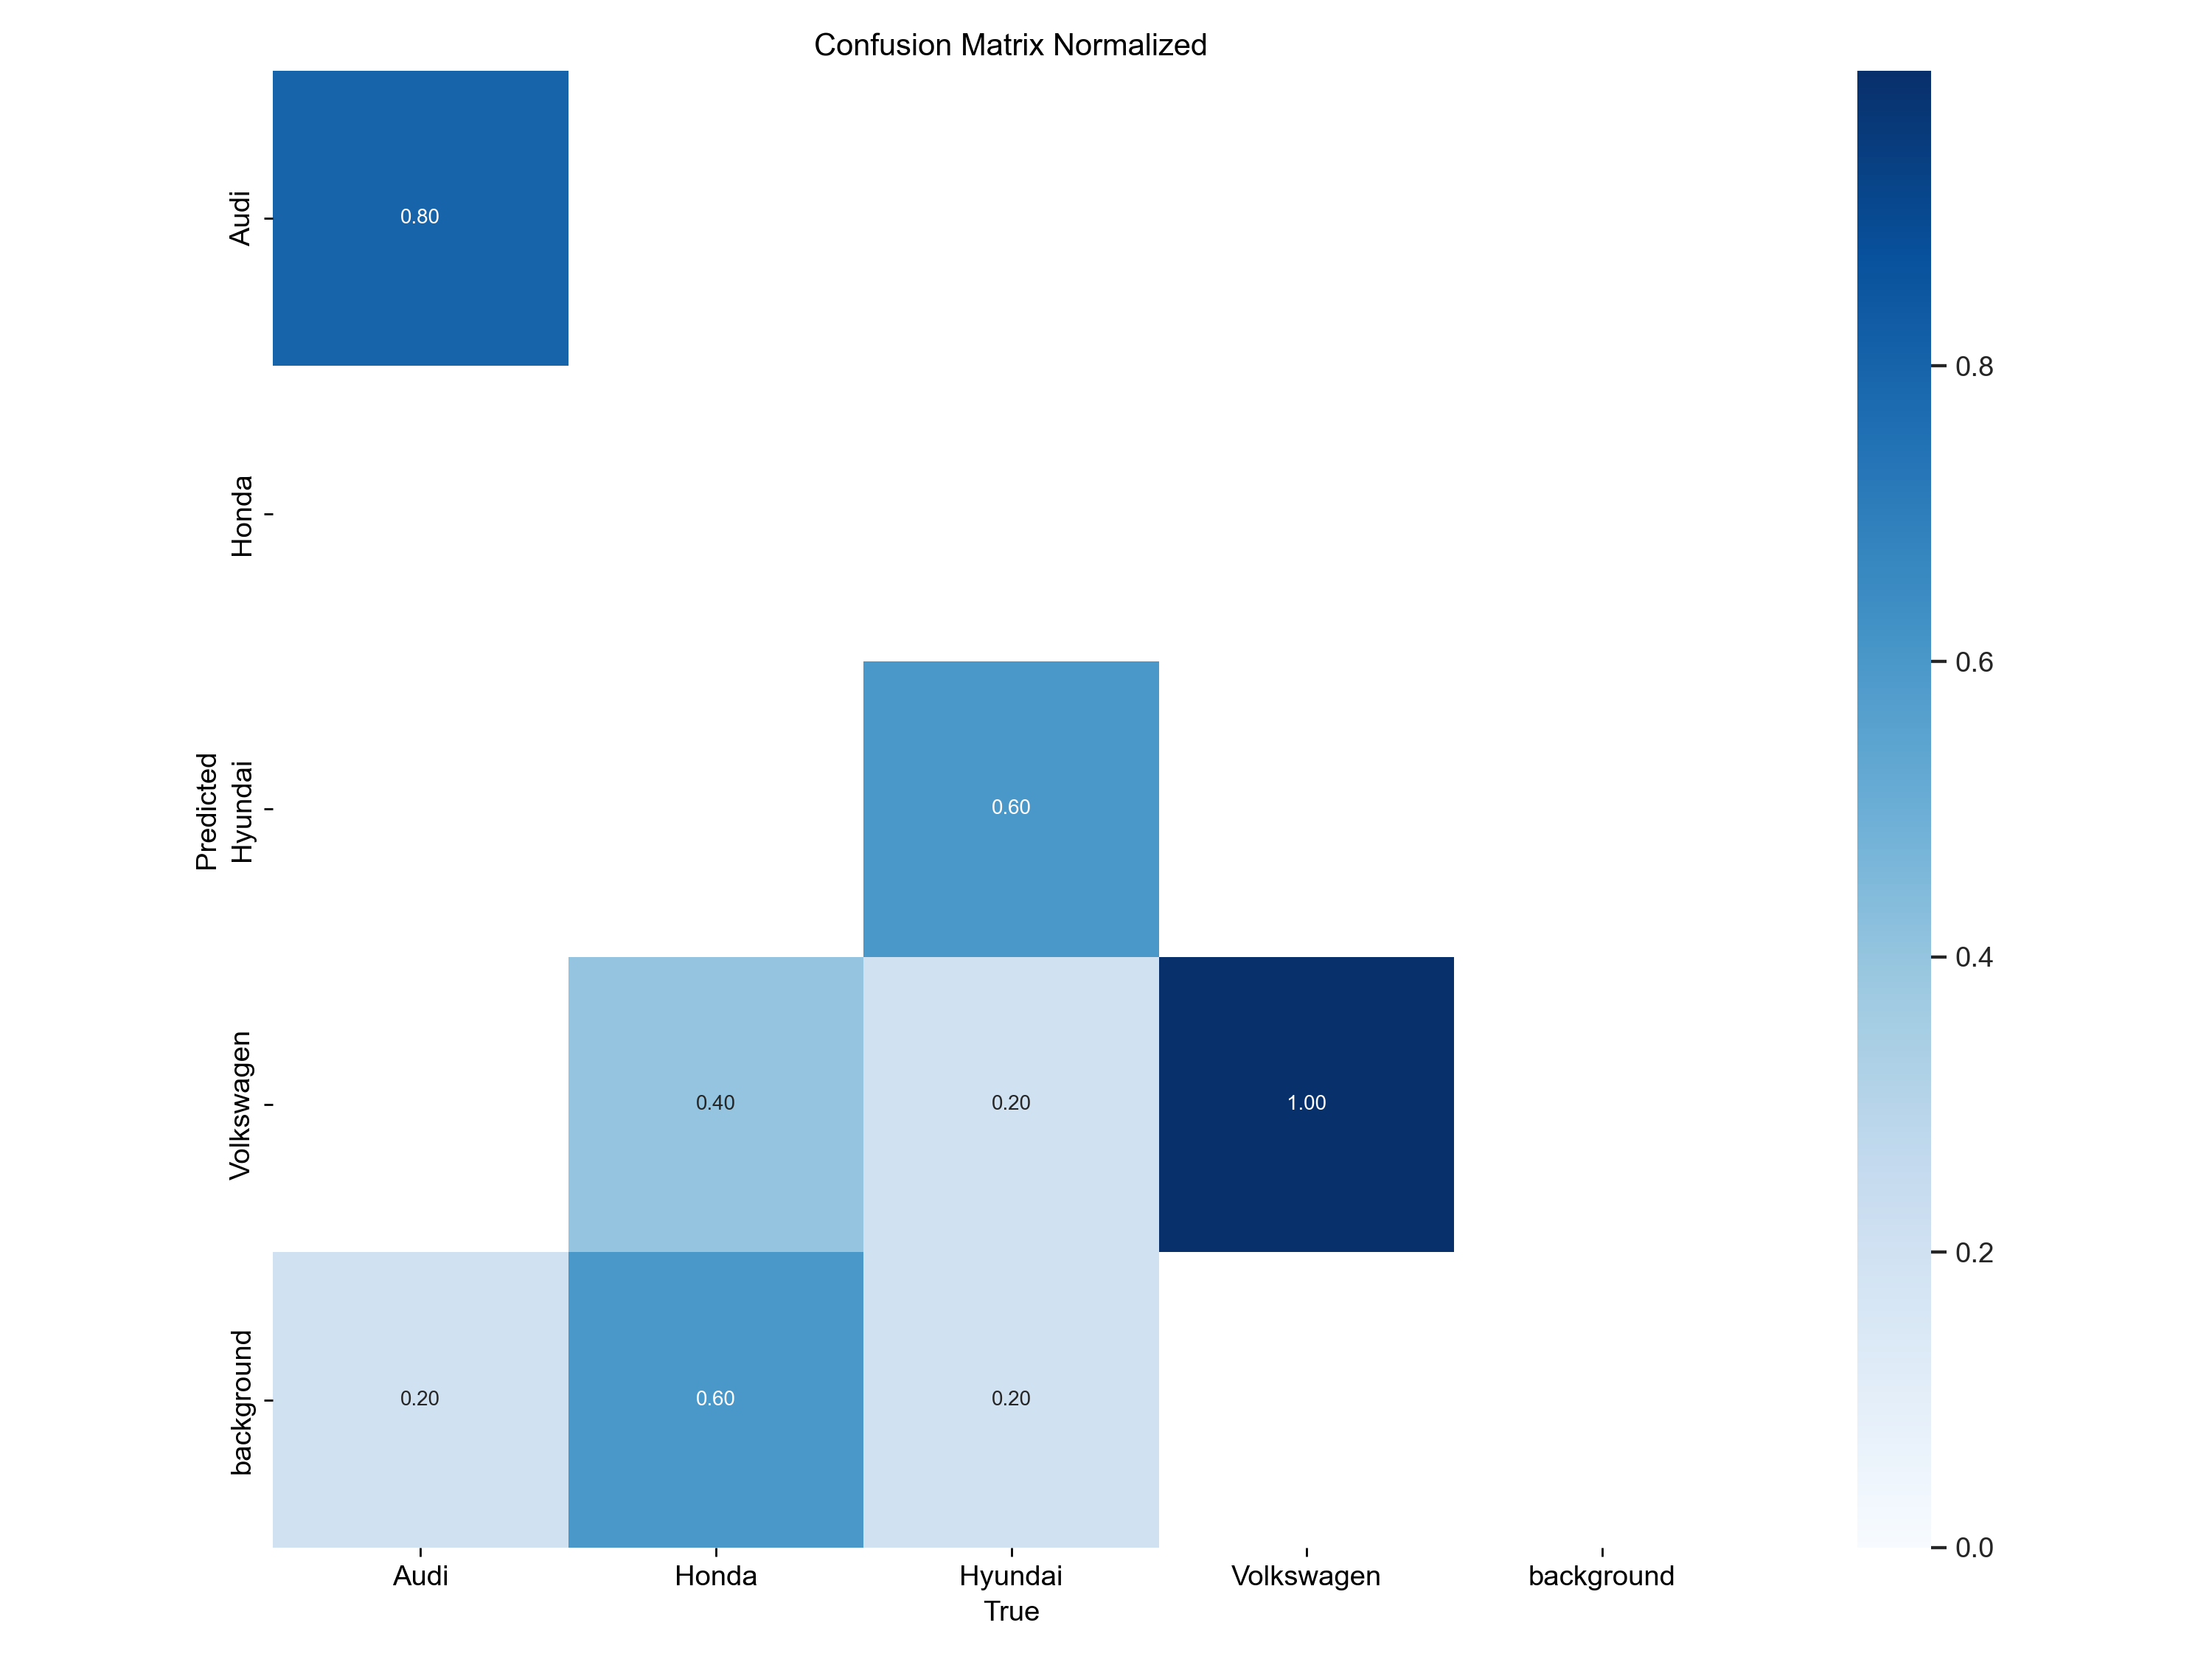 Confusion Matrix Normalized
Audi
Honda
Hyundai
Volkswagen
background
Predicted
0.80
0.60
0.40 0.20 1.00
0.20 0.60 0.20
Audi Honda Hyundai Volkswagen background
True
0.8
0.6
0.4
0.2
0.0